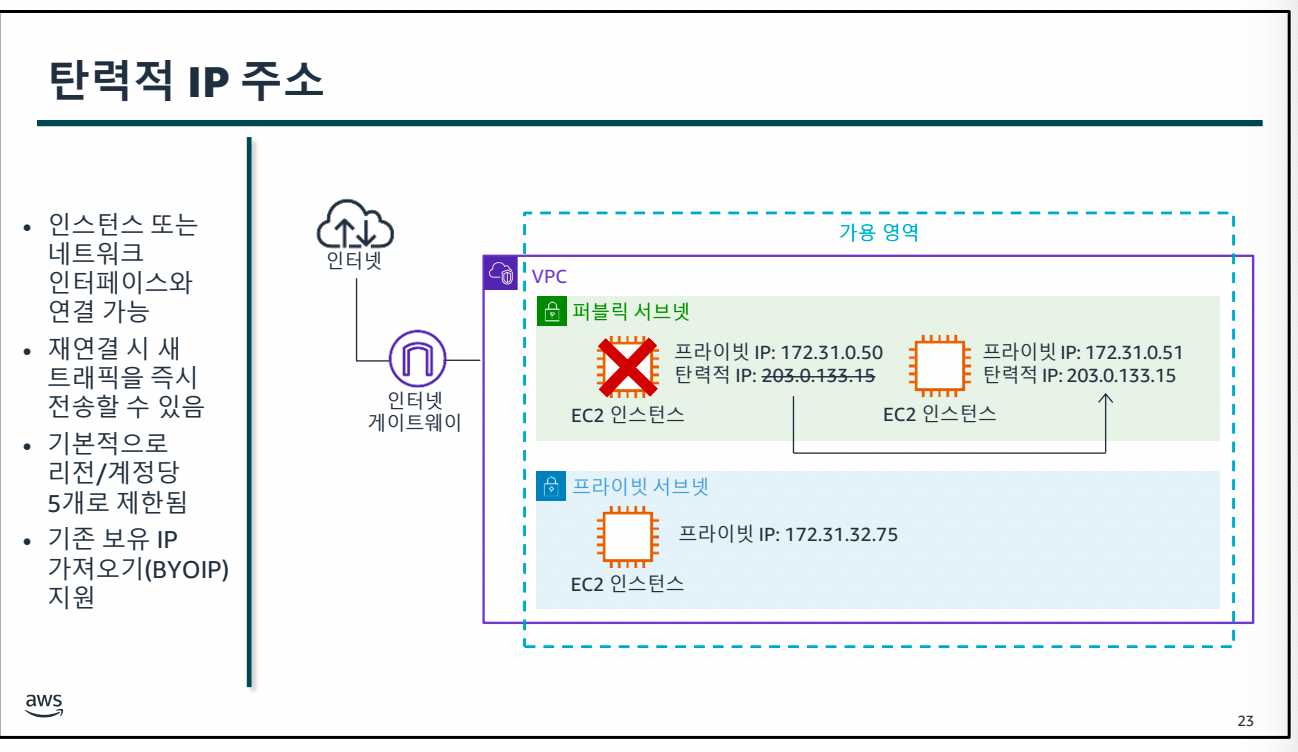 탄력적 IP 주소
• 인스턴스 또는
네트워크
인터페이스와
연결 가능
• 재연결 시 새
트래픽을 즉시
전송할 수 있음
• 기본적으로
리전/계정당
5개로 제한됨
• 기존 보유 IP
가져오기(BYOIP)
지원
인터넷
인터넷
게이트웨이
가용 영역
VPC
퍼블릭 서브넷
프라이빗 IP: 172.31.0.50
탄력적 IP: 203.0.133.15
EC2 인스턴스
프라이빗 IP: 172.31.0.51
탄력적 IP: 203.0.133.15
EC2 인스턴스
프라이빗 서브넷
프라이빗 IP: 172.31.32.75
EC2 인스턴스
aws
23